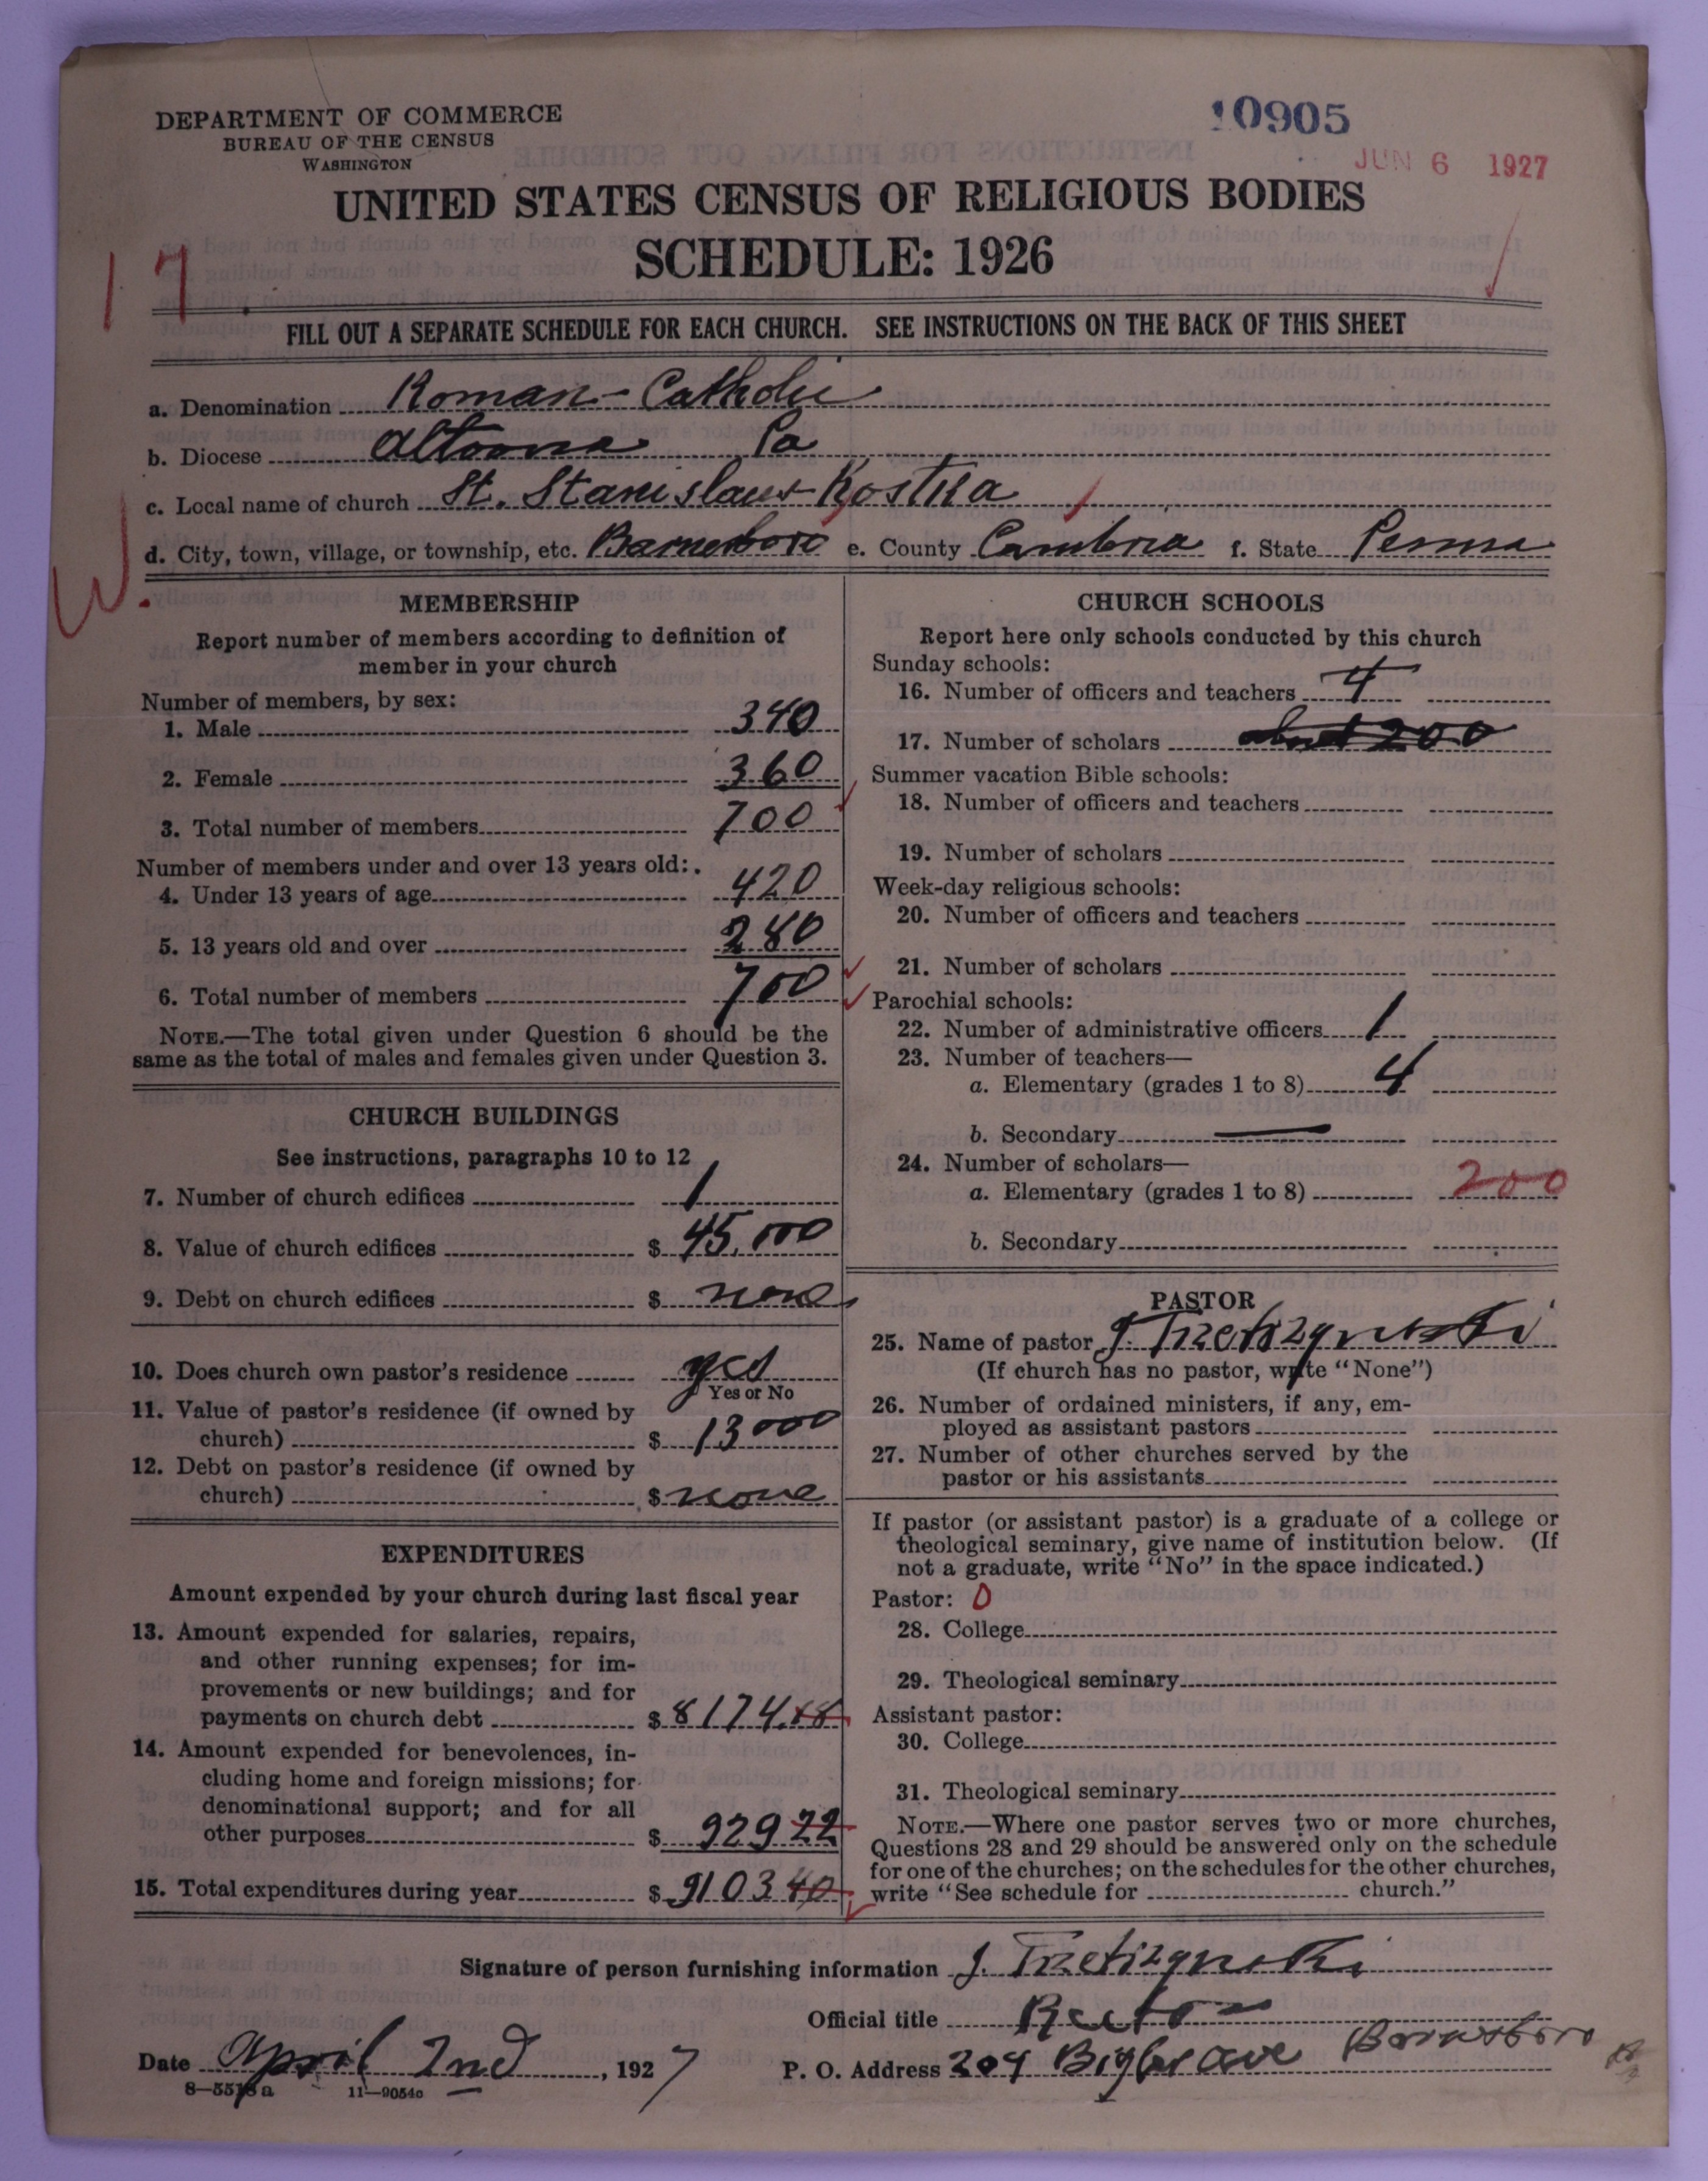 DEPARTMENT OF COMMERCE
BUREAU OF THE CENSUS
WASHINGTON
10905
JUN 6 1927
UNITED STATES CENSUS OF RELIGIOUS BODIES
SCHEDULE: 1926
17
FILL OUT A SEPARATE SCHEDULE FOR EACH CHURCH. SEE INSTRUCTIONS ON THE BACK OF THIS SHEET
a. Denomination Roman-Catholic
b. Diocese Altoona Pa
c. Local name of church St. Stanislaus Kostka
d. City, town, village, or township, etc. Barnesboro e. County Cambria f. State Penna
W.
MEMBERSHIP
Report number of members according to definition of
member in your church
Number of members, by sex:
1. Male 340
2. Female 360
3. Total number of members 700
Number of members under and over 13 years old:
4. Under 13 years of age 420
5. 13 years old and over 280
6. Total number of members 700
NOTE.—The total given under Question 6 should be the
same as the total of males and females given under Question 3.
CHURCH BUILDINGS
See instructions, paragraphs 10 to 12
7. Number of church edifices 1
8. Value of church edifices $ 45,000
9. Debt on church edifices $ none
10. Does church own pastor's residence yes
Yes or No
11. Value of pastor's residence (if owned by
church) $ 13000
12. Debt on pastor's residence (if owned by
church) $ none
EXPENDITURES
Amount expended by your church during last fiscal year
13. Amount expended for salaries, repairs,
and other running expenses; for im-
provements or new buildings; and for
payments on church debt $ 8174.18
14. Amount expended for benevolences, in-
cluding home and foreign missions; for
denominational support; and for all
other purposes $ 929 22
15. Total expenditures during year $ 9103 40
CHURCH SCHOOLS
Report here only schools conducted by this church
Sunday schools:
16. Number of officers and teachers 4
17. Number of scholars about 200
Summer vacation Bible schools:
18. Number of officers and teachers
19. Number of scholars
Week-day religious schools:
20. Number of officers and teachers
21. Number of scholars
Parochial schools:
22. Number of administrative officers 1
23. Number of teachers—
a. Elementary (grades 1 to 8) 4
b. Secondary —
24. Number of scholars—
a. Elementary (grades 1 to 8) 200
b. Secondary
PASTOR
25. Name of pastor J.
(If church has no pastor, write "None")
26. Number of ordained ministers, if any, em-
ployed as assistant pastors
27. Number of other churches served by the
pastor or his assistants
If pastor (or assistant pastor) is a graduate of a college or
theological seminary, give name of institution below. (If
not a graduate, write "No" in the space indicated.)
Pastor: 0
28. College
29. Theological seminary
Assistant pastor:
30. College
31. Theological seminary
NOTE.—Where one pastor serves two or more churches,
Questions 28 and 29 should be answered only on the schedule
for one of the churches; on the schedules for the other churches,
write "See schedule for church."
Signature of person furnishing information J.
Official title Rector
Date April 2nd, 1927 P. O. Address 204 Bigler ave Barnsboro
8—5518a 11—9054c